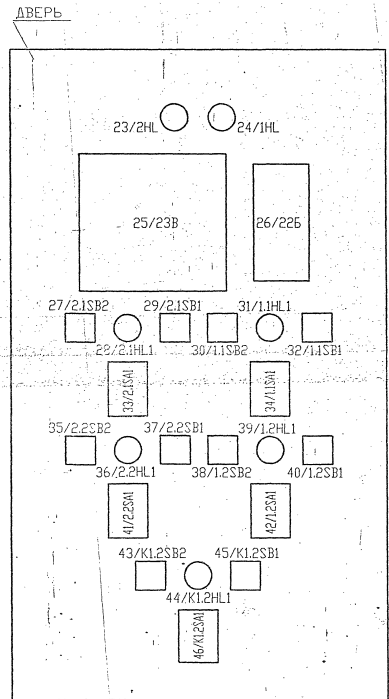 ДВЕРЬ
23/2HL
24/1HL
25/23В
26/22Б
27/2.1SB2
29/2.1SB1
31/1.1HL1
28/2.1HL1
30/1.1SB2
32/1.1SB1
33/2.1SA1
34/1.1SA1
35/2.2SB2
37/2.2SB1
39/1.2HL1
36/2.2HL1
38/1.2SB2
40/1.2SB1
41/2.2SA1
42/1.2SA1
43/K1.2SB2
45/K1.2SB1
44/K1.2HL1
46/K1.2SA1